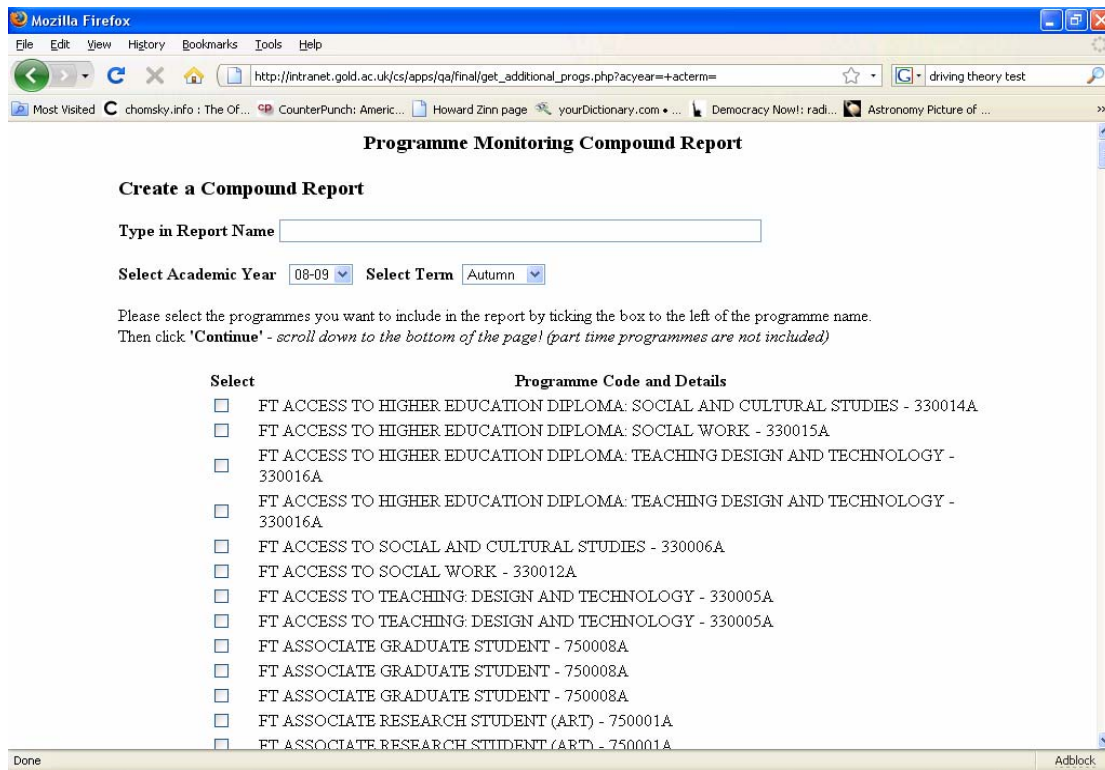 Mozilla Firefox
File Edit View History Bookmarks Tools Help
http://intranet.gold.ac.uk/cs/apps/qa/final/get_additional_progs.php?acyear=+acterm= G driving theory test
Most Visited C chomsky.info : The Of... CP CounterPunch: Americ... Howard Zinn page yourDictionary.com • ... Democracy Now!: radi... Astronomy Picture of ... »
Programme Monitoring Compound Report
Create a Compound Report
Type in Report Name
Select Academic Year 08-09 Select Term Autumn
Please select the programmes you want to include in the report by ticking the box to the left of the programme name.
Then click 'Continue' - scroll down to the bottom of the page! (part time programmes are not included)
Select Programme Code and Details
FT ACCESS TO HIGHER EDUCATION DIPLOMA: SOCIAL AND CULTURAL STUDIES - 330014A
FT ACCESS TO HIGHER EDUCATION DIPLOMA: SOCIAL WORK - 330015A
FT ACCESS TO HIGHER EDUCATION DIPLOMA: TEACHING DESIGN AND TECHNOLOGY -
330016A
FT ACCESS TO HIGHER EDUCATION DIPLOMA: TEACHING DESIGN AND TECHNOLOGY -
330016A
FT ACCESS TO SOCIAL AND CULTURAL STUDIES - 330006A
FT ACCESS TO SOCIAL WORK - 330012A
FT ACCESS TO TEACHING: DESIGN AND TECHNOLOGY - 330005A
FT ACCESS TO TEACHING: DESIGN AND TECHNOLOGY - 330005A
FT ASSOCIATE GRADUATE STUDENT - 750008A
FT ASSOCIATE GRADUATE STUDENT - 750008A
FT ASSOCIATE GRADUATE STUDENT - 750008A
FT ASSOCIATE RESEARCH STUDENT (ART) - 750001A
FT ASSOCIATE RESEARCH STUDENT (ART) - 750001A
Done Adblock